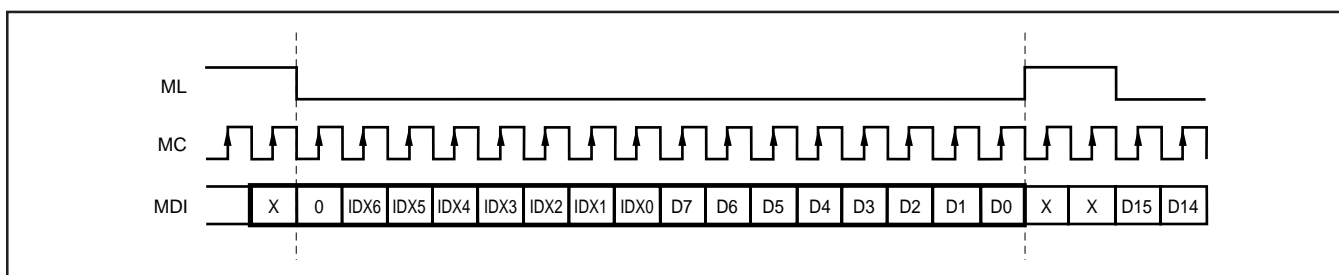 ML
MC
MDI X 0 IDX6 IDX5 IDX4 IDX3 IDX2 IDX1 IDX0 D7 D6 D5 D4 D3 D2 D1 D0 X X D15 D14